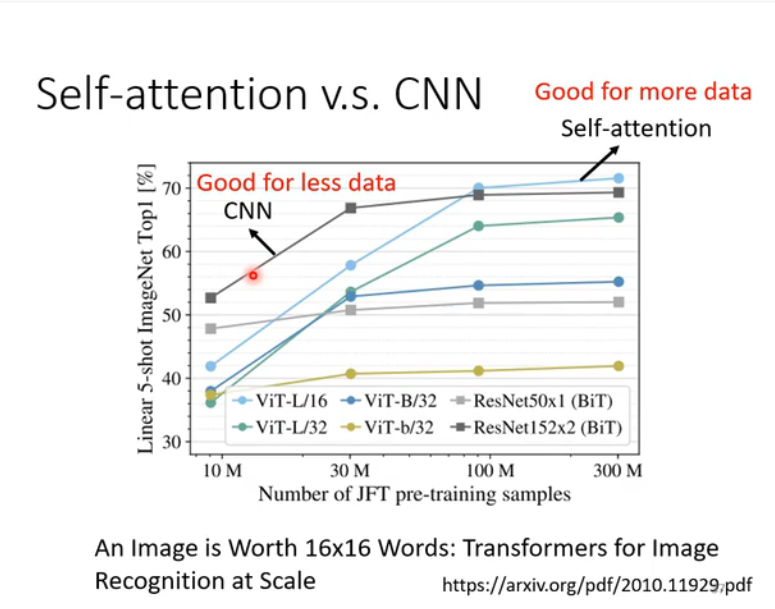 Self-attention v.s. CNN
Good for more data
Self-attention
Good for less data
CNN
Linear 5-shot ImageNet Top1 [%]
70
60
50
40
30
ViT-L/16 ViT-B/32 ResNet50x1 (BiT)
ViT-L/32 ViT-b/32 ResNet152x2 (BiT)
10 M 30 M 100 M 300 M
Number of JFT pre-training samples
An Image is Worth 16x16 Words: Transformers for Image
Recognition at Scale
https://arxiv.org/pdf/2010.11929.pdf